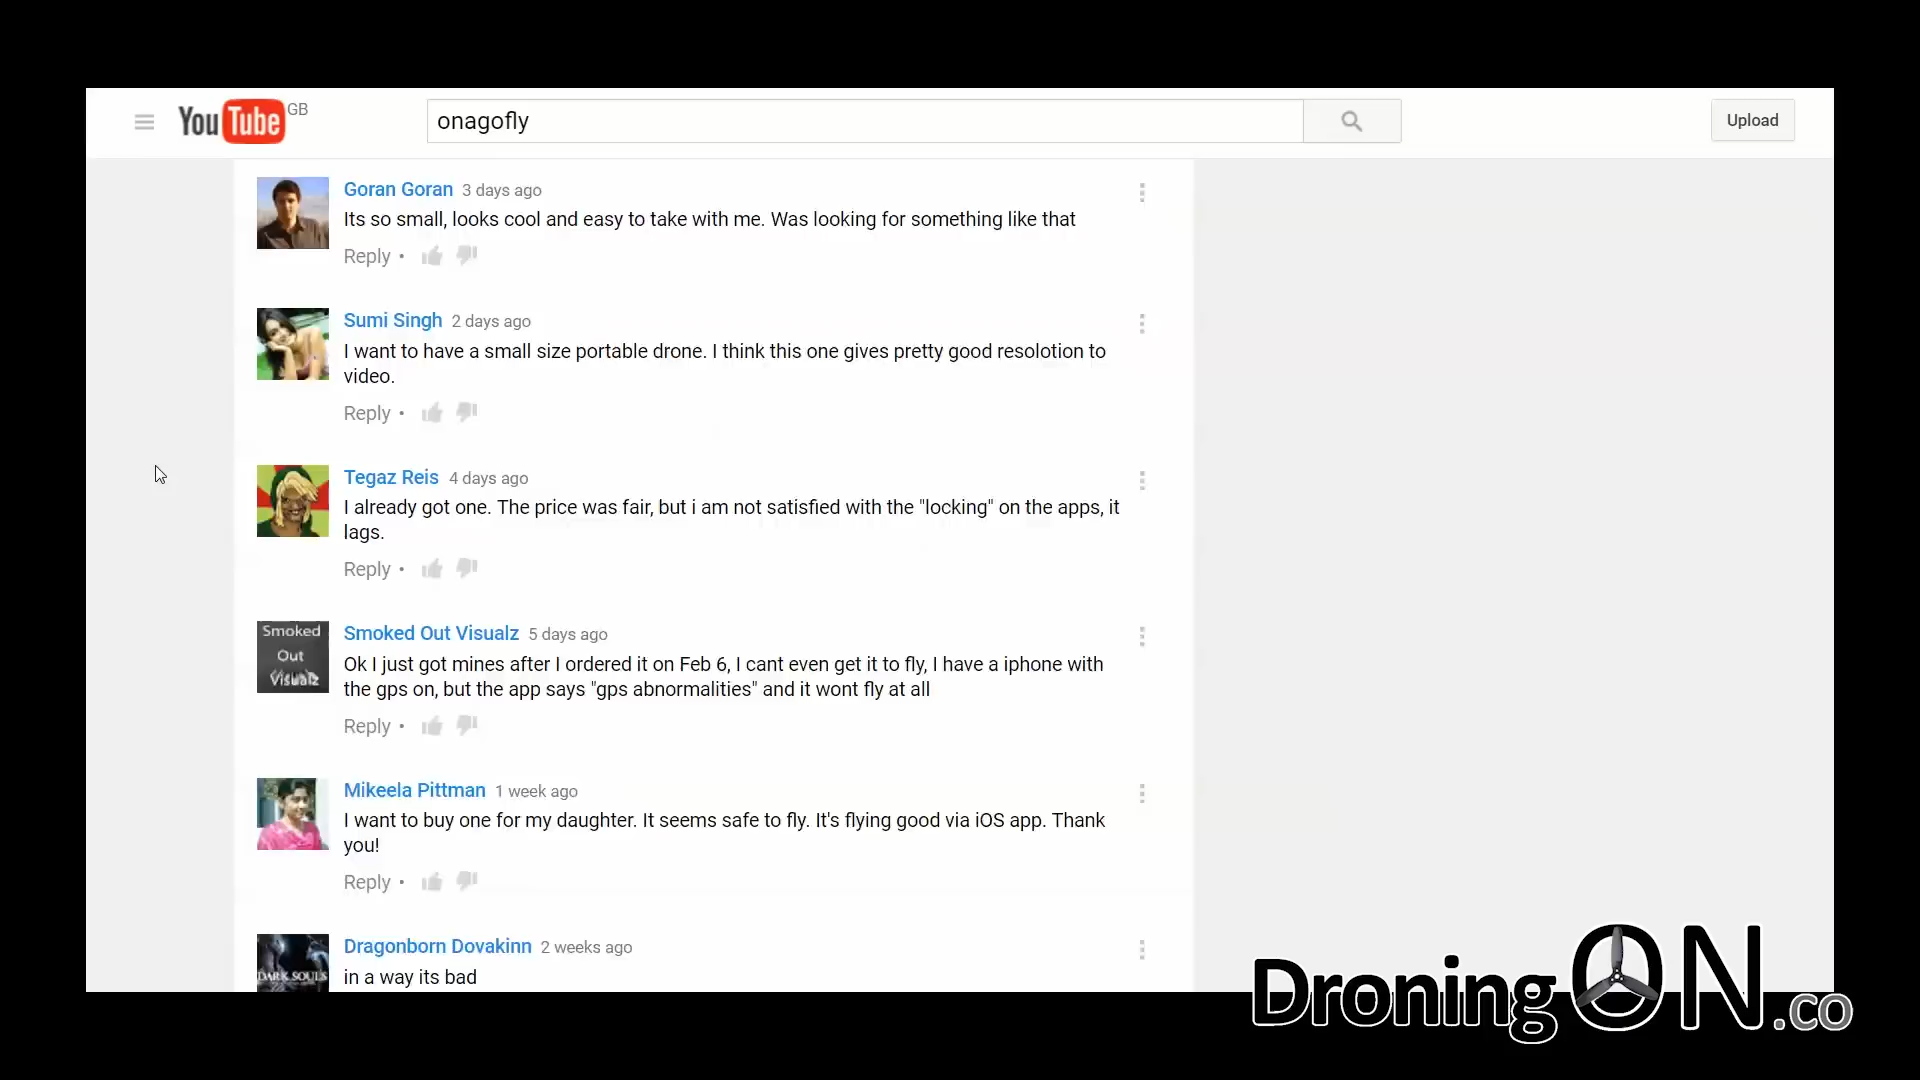 YouTube GB
onagofly
Upload
Goran Goran 3 days ago
Its so small, looks cool and easy to take with me. Was looking for something like that
Reply •
Sumi Singh 2 days ago
I want to have a small size portable drone. I think this one gives pretty good resolotion to
video.
Reply •
Tegaz Reis 4 days ago
I already got one. The price was fair, but i am not satisfied with the "locking" on the apps, it
lags.
Reply •
Smoked
Out
Visualz
Smoked Out Visualz 5 days ago
Ok I just got mines after I ordered it on Feb 6, I cant even get it to fly, I have a iphone with
the gps on, but the app says "gps abnormalities" and it wont fly at all
Reply •
Mikeela Pittman 1 week ago
I want to buy one for my daughter. It seems safe to fly. It's flying good via iOS app. Thank
you!
Reply •
DARK SOULS
Dragonborn Dovakinn 2 weeks ago
in a way its bad
DroningON.co